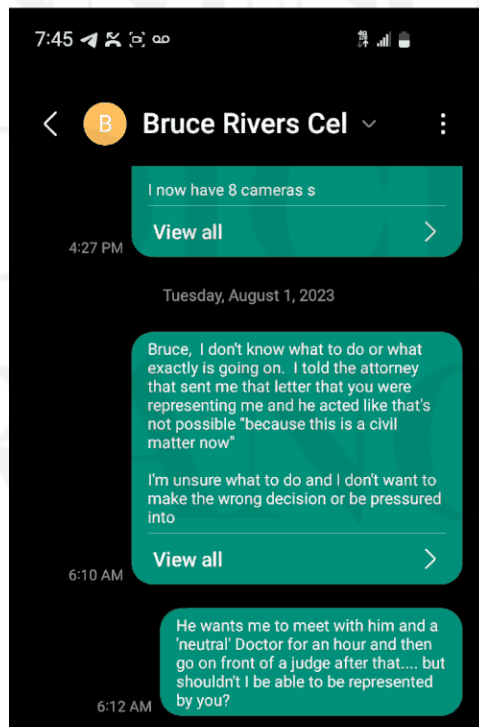 7:45
B Bruce Rivers Cel
I now have 8 cameras s
View all
4:27 PM
Tuesday, August 1, 2023
Bruce,  I don't know what to do or what
exactly is going on.  I told the attorney
that sent me that letter that you were
representing me and he acted like that's
not possible "because this is a civil
matter now"
I'm unsure what to do and I don't want to
make the wrong decision or be pressured
into
View all
6:10 AM
He wants me to meet with him and a
'neutral' Doctor for an hour and then
go on front of a judge after that.... but
shouldn't I be able to be represented
by you?
6:12 AM